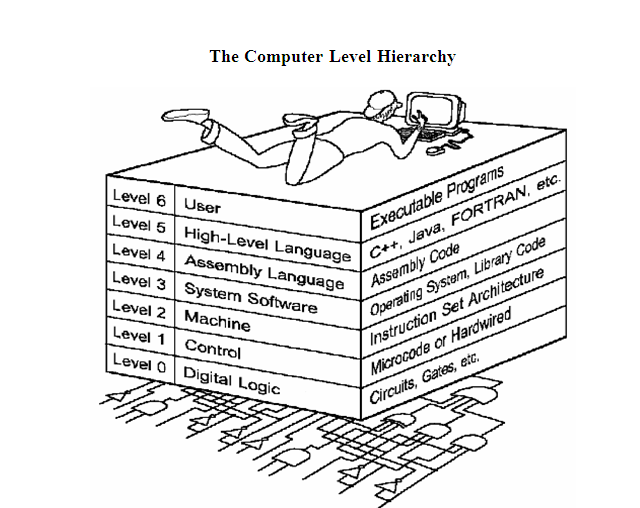 The Computer Level Hierarchy
Level 6 User Executable Programs
Level 5 High-Level Language C++, Java, FORTRAN, etc.
Level 4 Assembly Language Assembly Code
Level 3 System Software Operating System, Library Code
Level 2 Machine Instruction Set Architecture
Level 1 Control Microcode or Hardwired
Level 0 Digital Logic Circuits, Gates, etc.